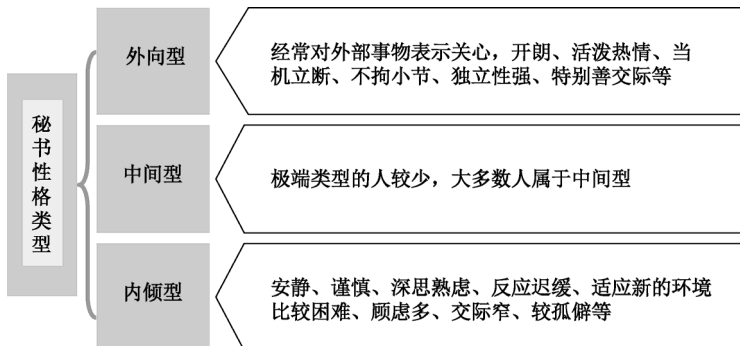 秘书性格类型
外向型
经常对外部事物表示关心，开朗、活泼热情、当
机立断、不拘小节、独立性强、特别善交际等
中间型
极端类型的人较少，大多数人属于中间型
内倾型
安静、谨慎、深思熟虑、反应迟缓、适应新的环境
比较困难、顾虑多、交际窄、较孤僻等